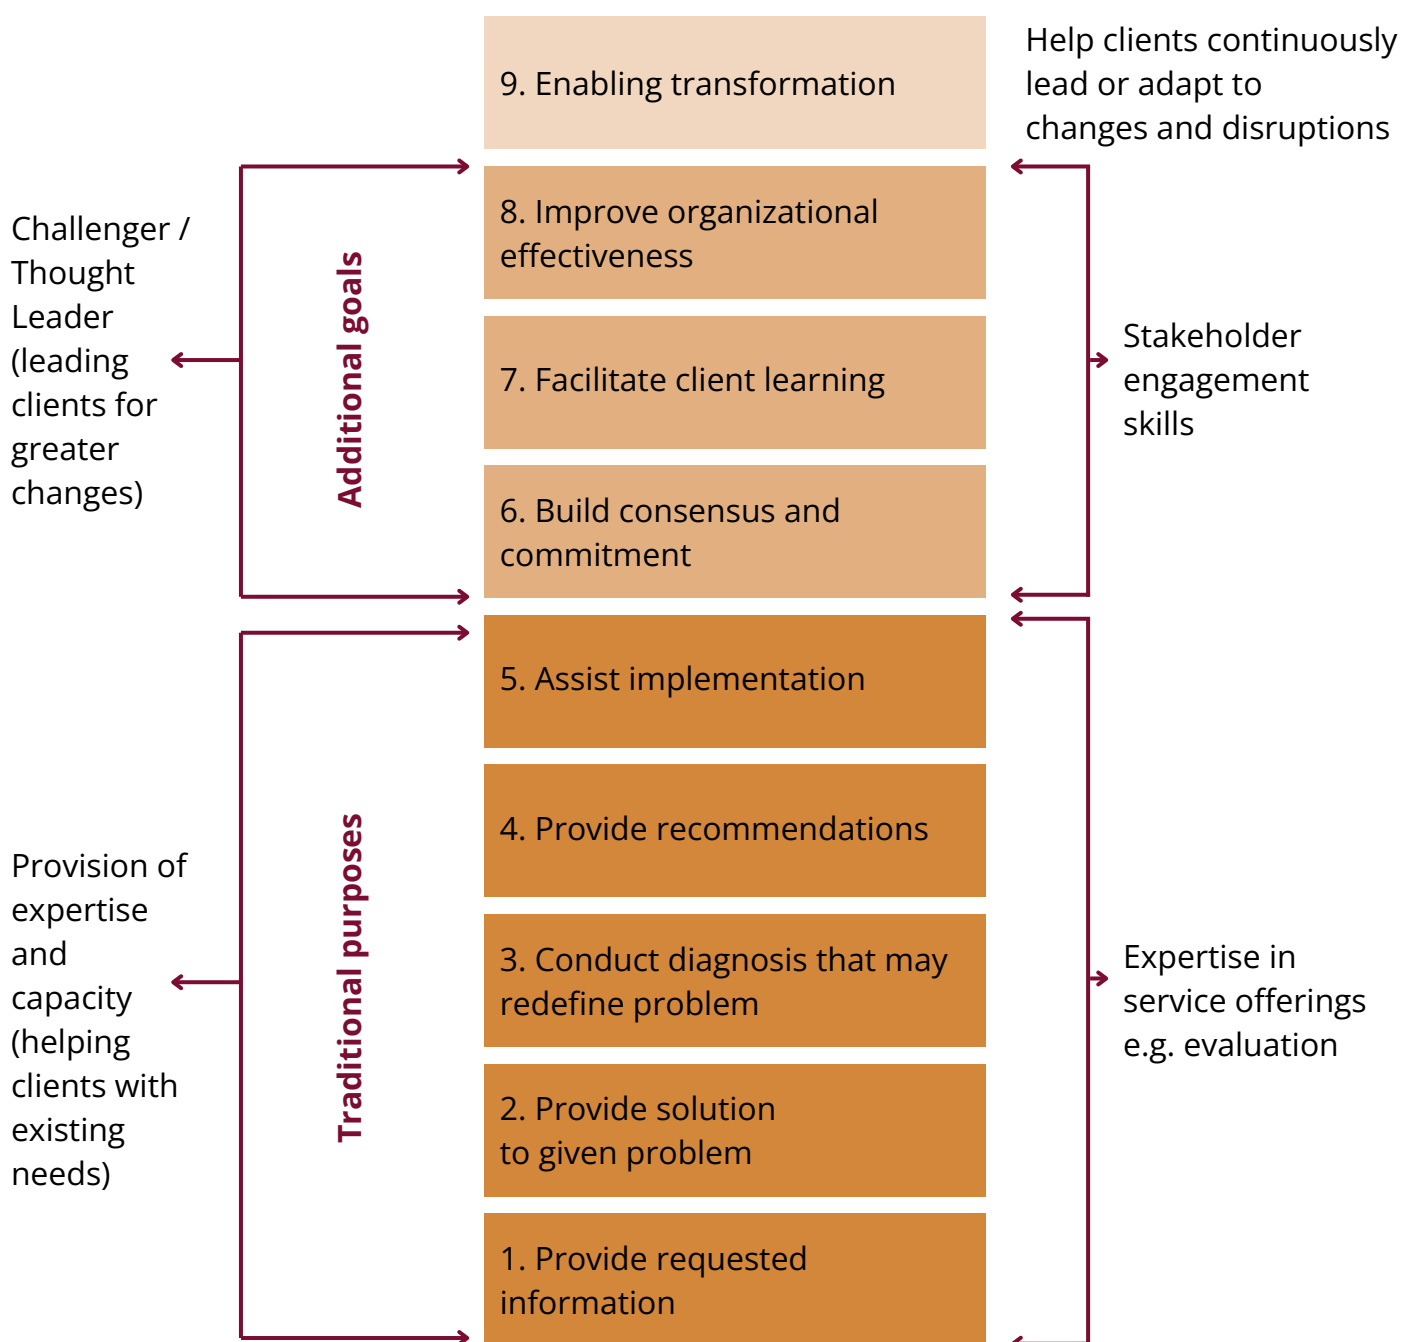 9. Enabling transformation
Help clients continuously
lead or adapt to
changes and disruptions
Challenger /
Thought
Leader
(leading
clients for
greater
changes)
Additional goals
8. Improve organizational
effectiveness
7. Facilitate client learning
6. Build consensus and
commitment
Stakeholder
engagement
skills
Provision of
expertise
and
capacity
(helping
clients with
existing
needs)
Traditional purposes
5. Assist implementation
4. Provide recommendations
3. Conduct diagnosis that may
redefine problem
2. Provide solution
to given problem
1. Provide requested
information
Expertise in
service offerings
e.g. evaluation